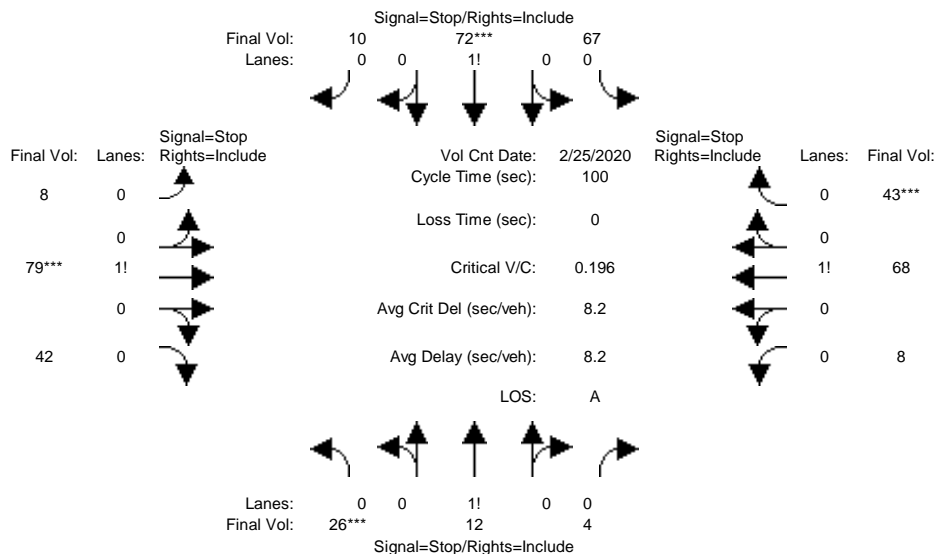 Signal=Stop/Rights=Include
Final Vol: 10 72*** 67
Lanes: 0 0 1! 0 0
Signal=Stop Signal=Stop
Final Vol: Lanes: Rights=Include Vol Cnt Date: 2/25/2020 Rights=Include Lanes: Final Vol:
Cycle Time (sec): 100
8 0 0 43***
Loss Time (sec): 0
0 0
79*** 1! Critical V/C: 0.196 1! 68
0 Avg Crit Del (sec/veh): 8.2 0
42 0 Avg Delay (sec/veh): 8.2 0 8
LOS: A
Lanes: 0 0 1! 0 0
Final Vol: 26*** 12 4
Signal=Stop/Rights=Include